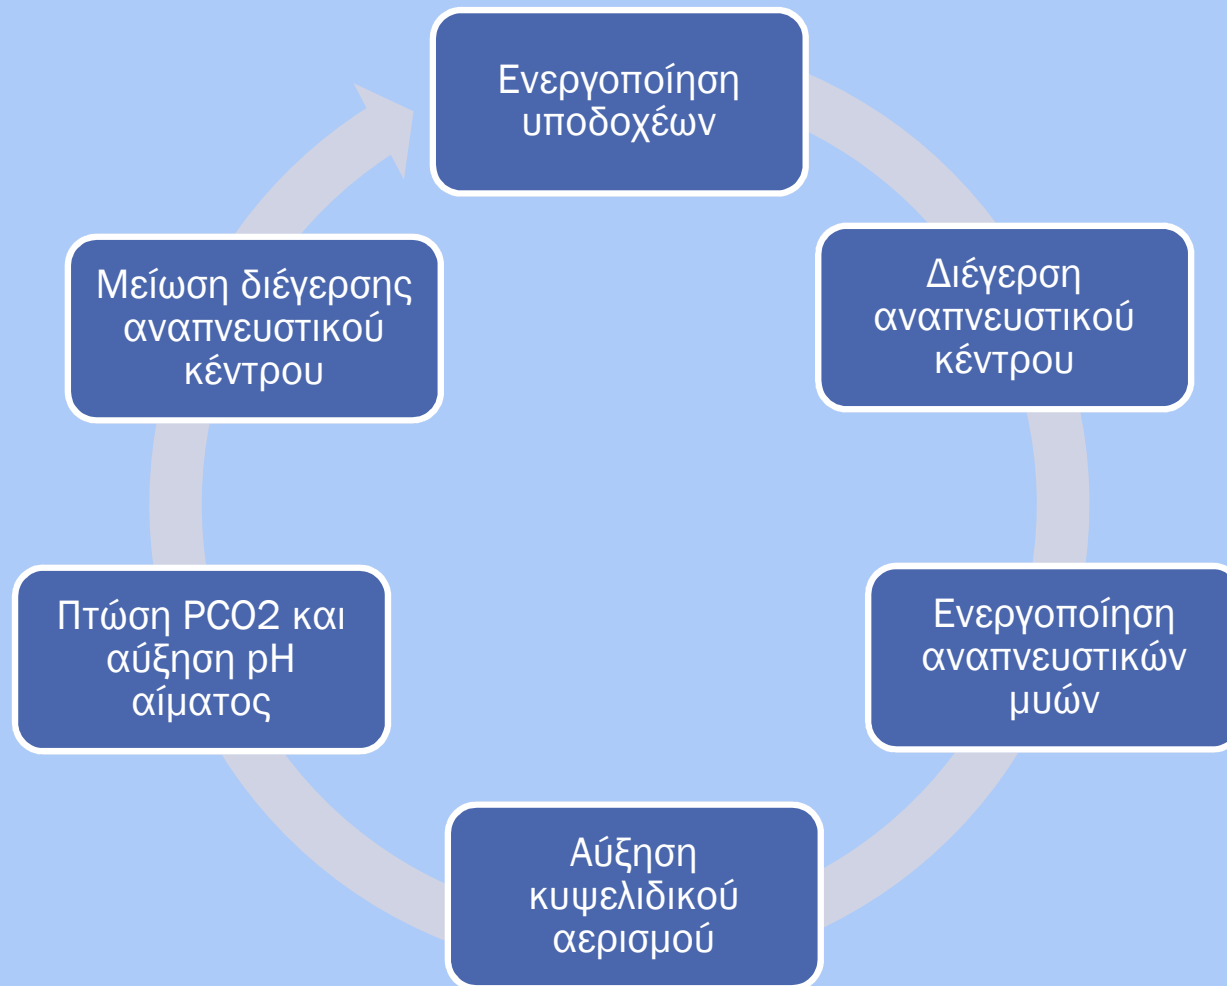 Ενεργοποίηση
υποδοχέων
Διέγερση
αναπνευστικού
κέντρου
Ενεργοποίηση
αναπνευστικών
μυών
Αύξηση
κυψελιδικού
αερισμού
Πτώση PCO2 και
αύξηση pH
αίματος
Μείωση διέγερσης
αναπνευστικού
κέντρου